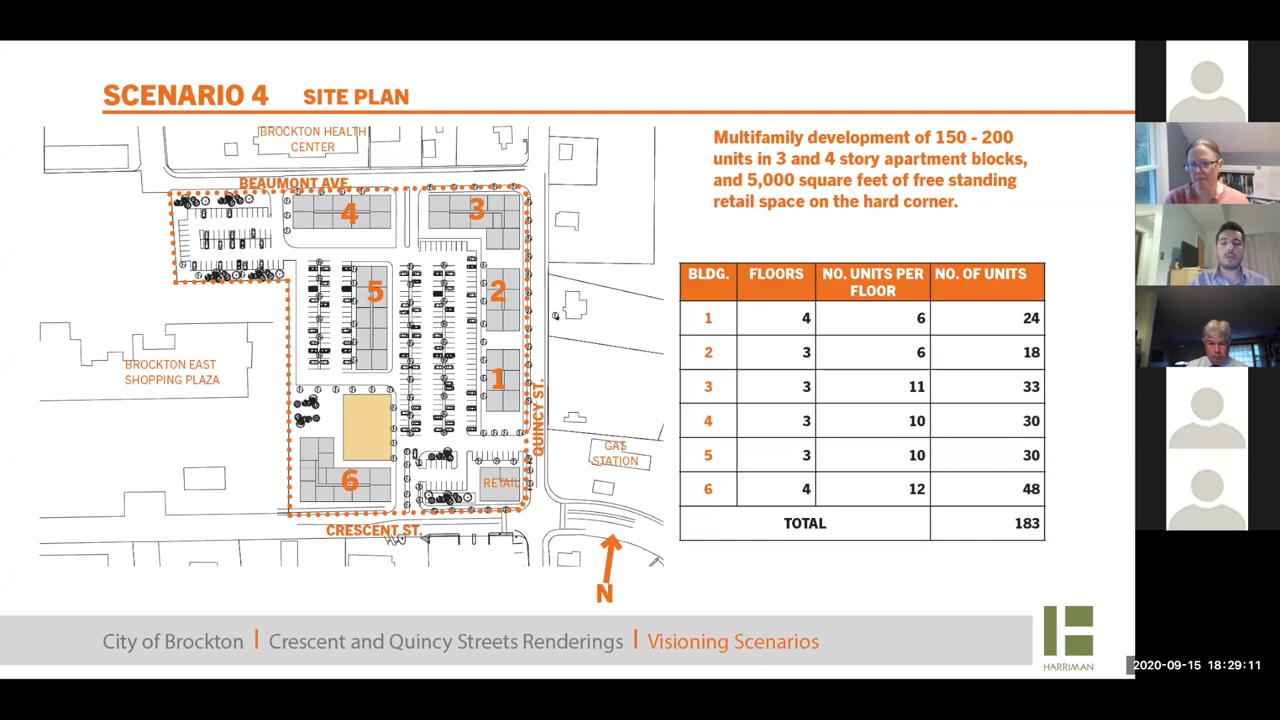 SCENARIO 4 SITE PLAN
BROCKTON HEALTH
CENTER
BEAUMONT AVE.
4
3
5
2
1
BROCKTON EAST
SHOPPING PLAZA
QUINCY ST.
GAS
STATION
6
RETAIL
CRESCENT ST.
N
Multifamily development of 150 - 200
units in 3 and 4 story apartment blocks,
and 5,000 square feet of free standing
retail space on the hard corner.
BLDG. FLOORS NO. UNITS PER FLOOR NO. OF UNITS
1 4 6 24
2 3 6 18
3 3 11 33
4 3 10 30
5 3 10 30
6 4 12 48
TOTAL 183
City of Brockton | Crescent and Quincy Streets Renderings | Visioning Scenarios
HARRIMAN
2020-09-15 18:29:11